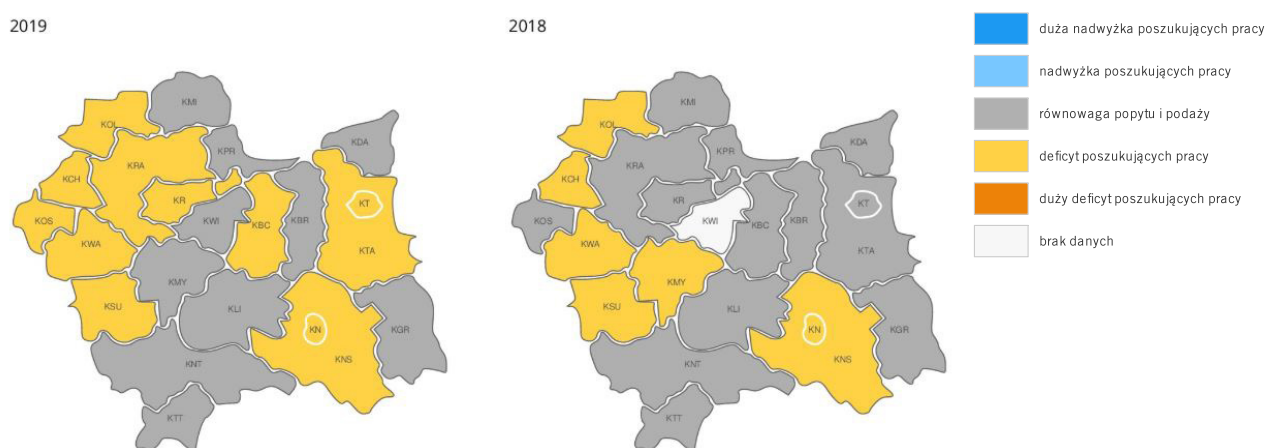 2019
KMI
KOL
KPR
KDA
KRA
KCH
KR
KT
KOS
KWI
KBC
KBR
KWA
KTA
KMY
KSU
KLI
KN
KGR
KNT
KNS
KTT
2018
KMI
KOL
KPR
KDA
KRA
KCH
KR
KT
KOS
KWI
KBC
KBR
KWA
KTA
KMY
KSU
KLI
KN
KGR
KNT
KNS
KTT
duża nadwyżka poszukujących pracy
nadwyżka poszukujących pracy
równowaga popytu i podaży
deficyt poszukujących pracy
duży deficyt poszukujących pracy
brak danych